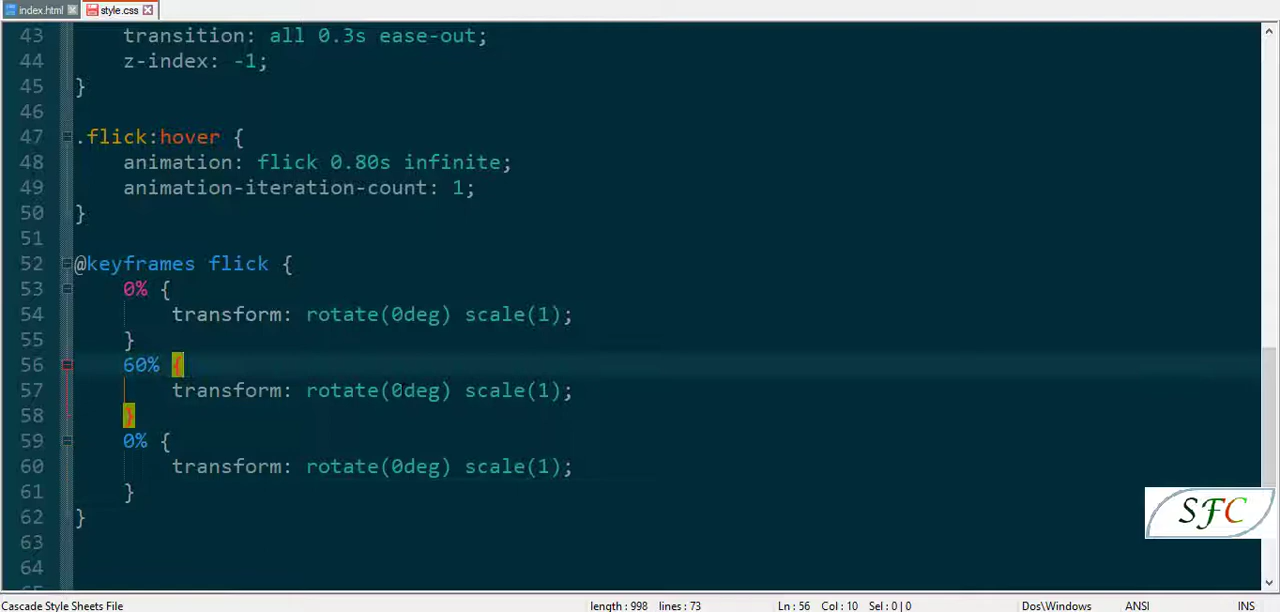 index.html style.css
43 transition: all 0.3s ease-out;
44 z-index: -1;
45 }
46
47 .flick:hover {
48 animation: flick 0.80s infinite;
49 animation-iteration-count: 1;
50 }
51
52 @keyframes flick {
53 0% {
54 transform: rotate(0deg) scale(1);
55 }
56 60% {
57 transform: rotate(0deg) scale(1);
58 }
59 0% {
60 transform: rotate(0deg) scale(1);
61 }
62 }
63
64
SFC
Cascade Style Sheets File length : 998 lines : 73 Ln : 56 Col : 10 Sel : 0 | 0 Dos\Windows ANSI INS